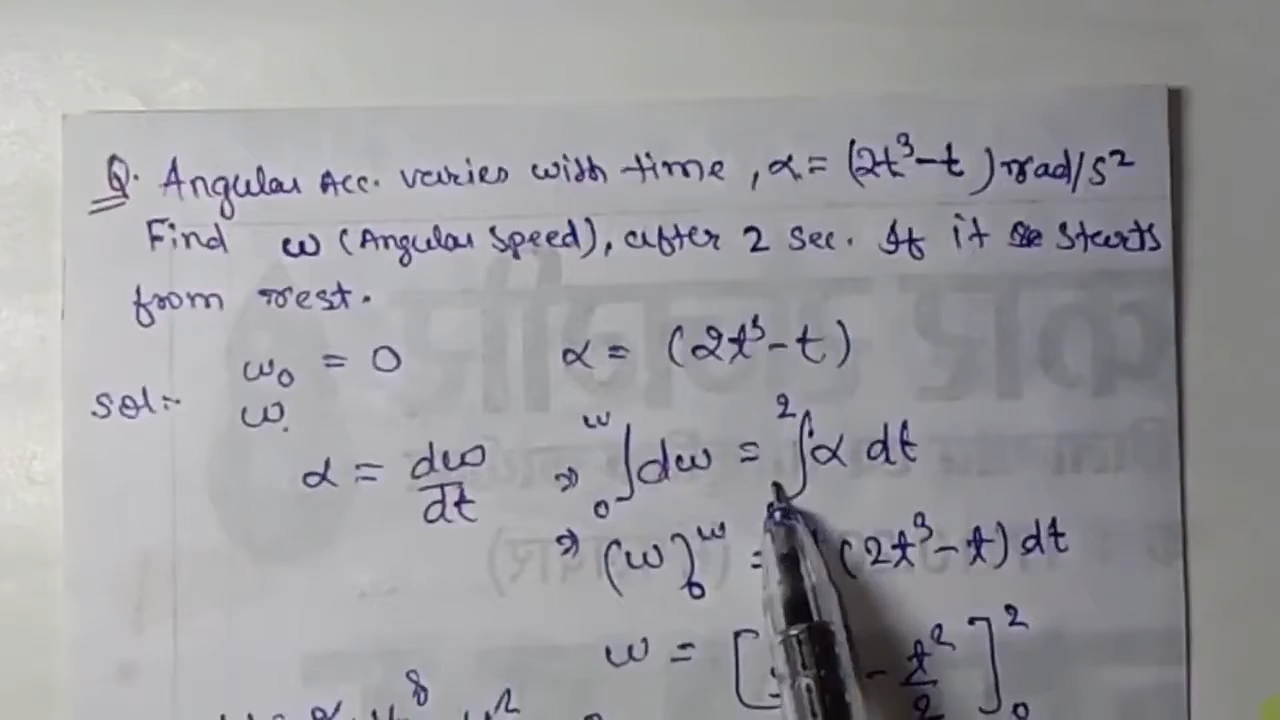 Q. Angular Acc. varies with time, α = (2t³-t) rad/s²
Find ω (Angular Speed), after 2 sec. If it starts
from rest.
Sol:- ω₀ = 0 α = (2t³-t)
ω.
α = dω/dt ⇒ ₀∫^ω dω = ²∫ α dt
⇒ (ω]₀^ω = (2t³-t) dt
ω = [ - t²/2]₀²